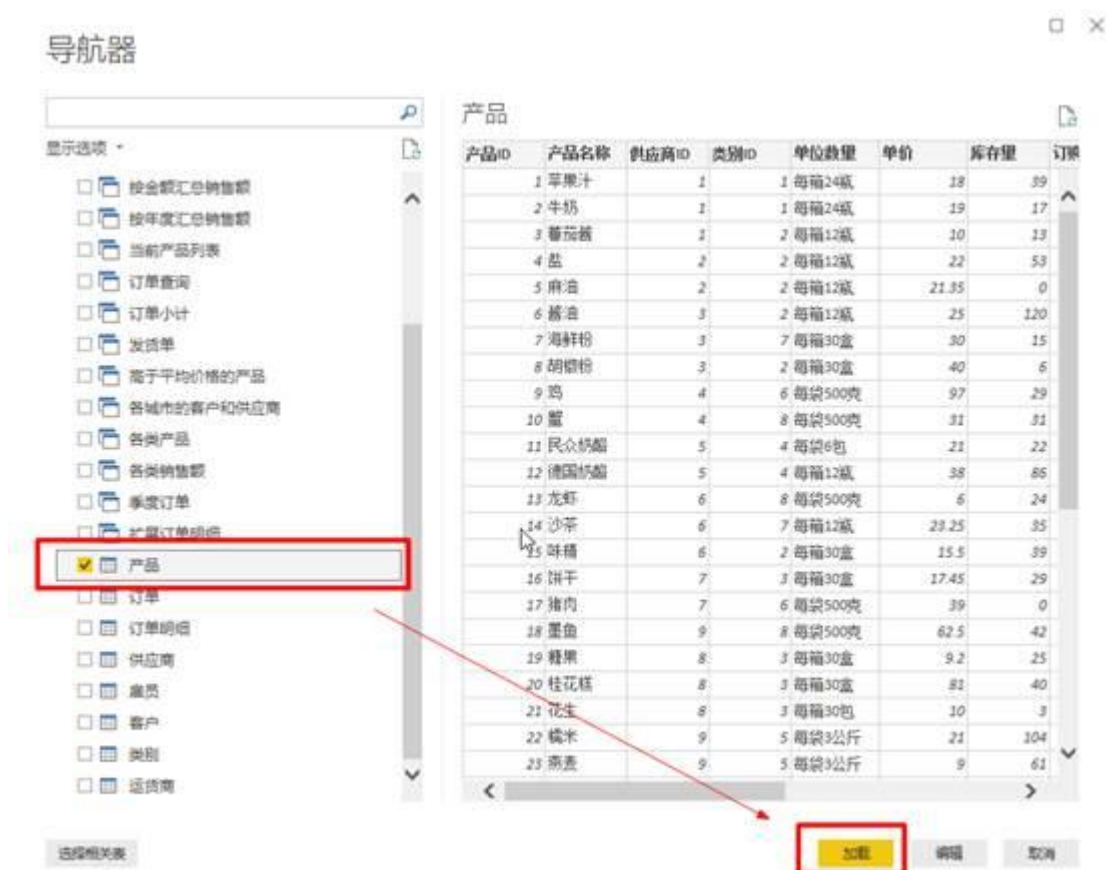 导航器
显示选项
按金额汇总销售额
按年度汇总销售额
当前产品列表
订单查询
订单小计
发货单
高于平均价格的产品
各城市的客户和供应商
各类产品
各类销售额
季度订单
扩展订单明细
产品
订单
订单明细
供应商
雇员
客户
类别
运货商
选择相关表
产品
产品ID 产品名称 供应商ID 类别ID 单位数量 单价 库存量 订购
1 苹果汁 1 1 每箱24瓶 18 39
2 牛奶 1 1 每箱24瓶 19 17
3 蕃茄酱 1 2 每箱12瓶 10 13
4 盐 2 2 每箱12瓶 22 53
5 麻油 2 2 每箱12瓶 21.35 0
6 酱油 3 2 每箱12瓶 25 120
7 海鲜粉 3 7 每箱30盒 30 15
8 胡椒粉 3 2 每箱30盒 40 6
9 鸡 4 6 每袋500克 97 29
10 蟹 4 8 每袋500克 31 31
11 民众奶酪 5 4 每袋6包 21 22
12 德国奶酪 5 4 每箱12瓶 38 86
13 龙虾 6 8 每袋500克 6 24
14 沙茶 6 7 每箱12瓶 23.25 35
15 味精 6 2 每箱30盒 15.5 39
16 饼干 7 3 每箱30盒 17.45 29
17 猪肉 7 6 每袋500克 39 0
18 墨鱼 9 8 每袋500克 62.5 42
19 糖果 8 3 每箱30盒 9.2 25
20 桂花糕 8 3 每箱30盒 81 40
21 花生 8 3 每箱30包 10 3
22 糯米 9 5 每袋3公斤 21 104
23 燕麦 9 5 每袋3公斤 9 61
加载 编辑 取消